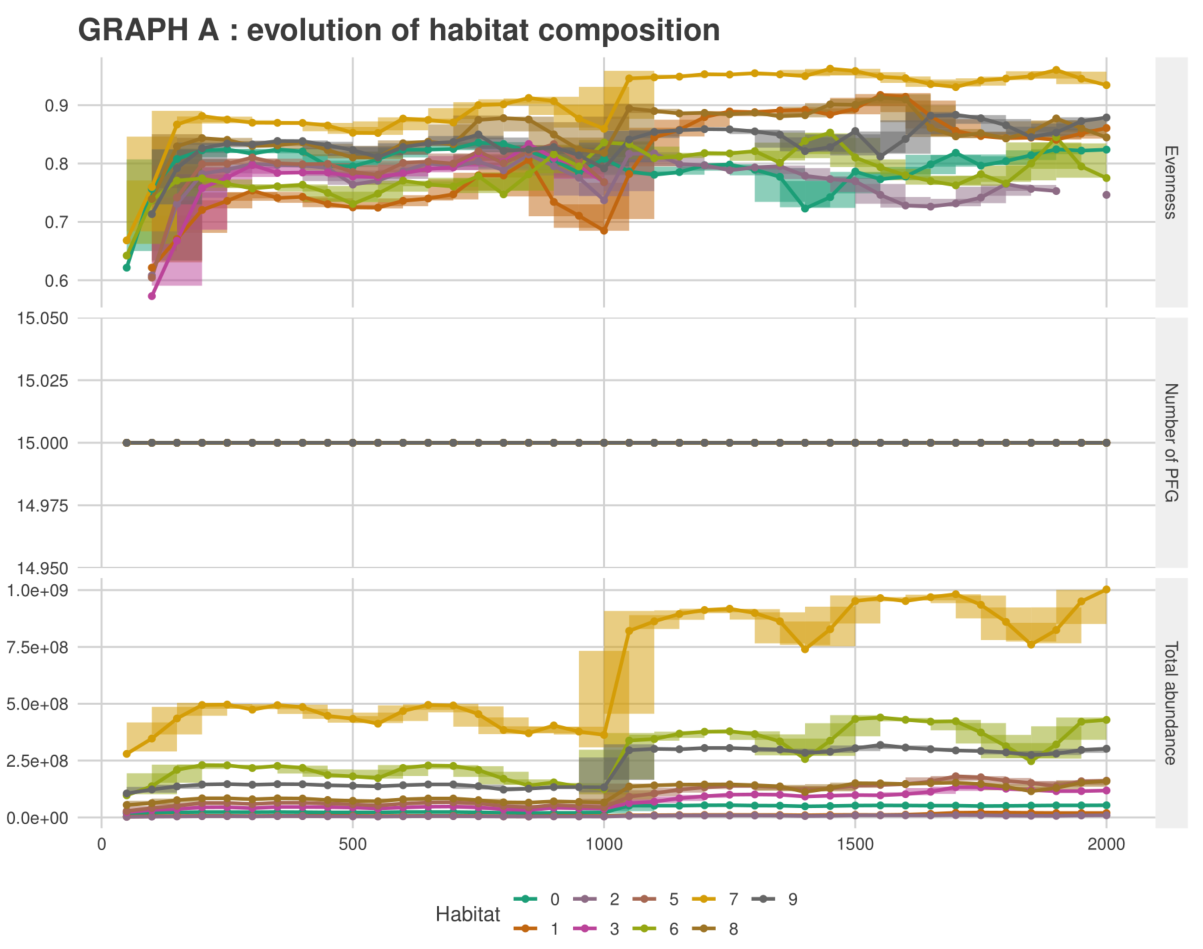 GRAPH A : evolution of habitat composition
0.9
0.8
0.7
0.6
Evenness
15.050
15.025
15.000
14.975
14.950
Number of PFG
1.0e+09
7.5e+08
5.0e+08
2.5e+08
0.0e+00
Total abundance
0 500 1000 1500 2000
Habitat
0 2 5 7 9
1 3 6 8